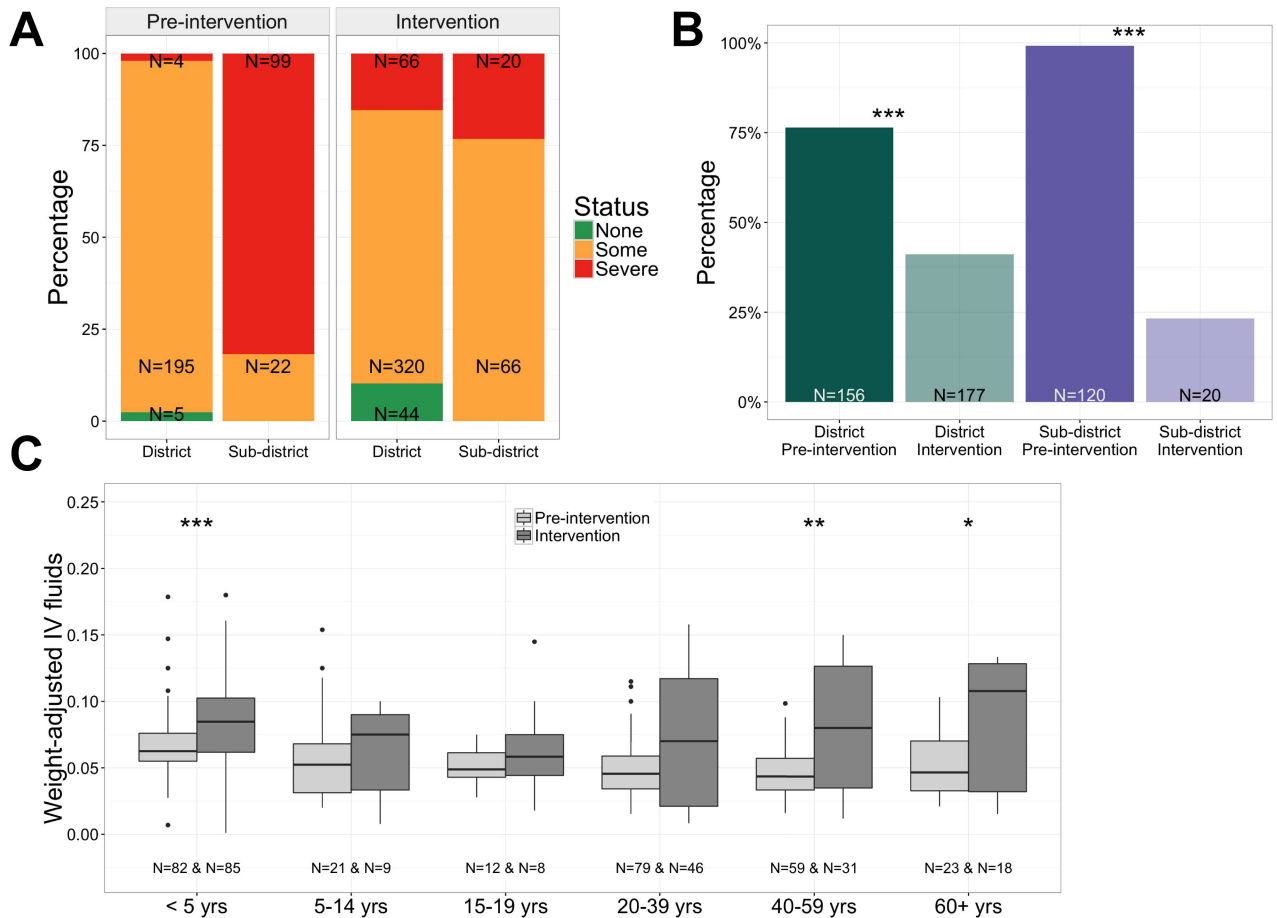 A
Pre-intervention
Intervention
Percentage
100
75
50
25
0
N=4
N=99
N=66
N=20
N=195
N=22
N=320
N=66
N=5
N=44
District
Sub-district
District
Sub-district
Status
None
Some
Severe
B
Percentage
100%
75%
50%
25%
0%
***
***
N=156
N=177
N=120
N=20
District
Pre-intervention
District
Intervention
Sub-district
Pre-intervention
Sub-district
Intervention
C
Weight-adjusted IV fluids
0.25
0.20
0.15
0.10
0.05
0.00
Pre-intervention
Intervention
***
**
*
N=82 & N=85
N=21 & N=9
N=12 & N=8
N=79 & N=46
N=59 & N=31
N=23 & N=18
< 5 yrs
5-14 yrs
15-19 yrs
20-39 yrs
40-59 yrs
60+ yrs